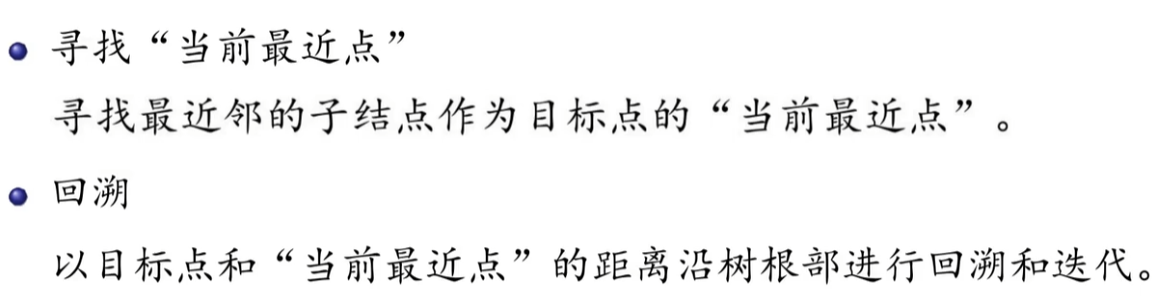 寻找“当前最近点”
寻找最近邻的子结点作为目标点的“当前最近点”。
回溯
以目标点和“当前最近点”的距离沿树根部进行回溯和迭代。